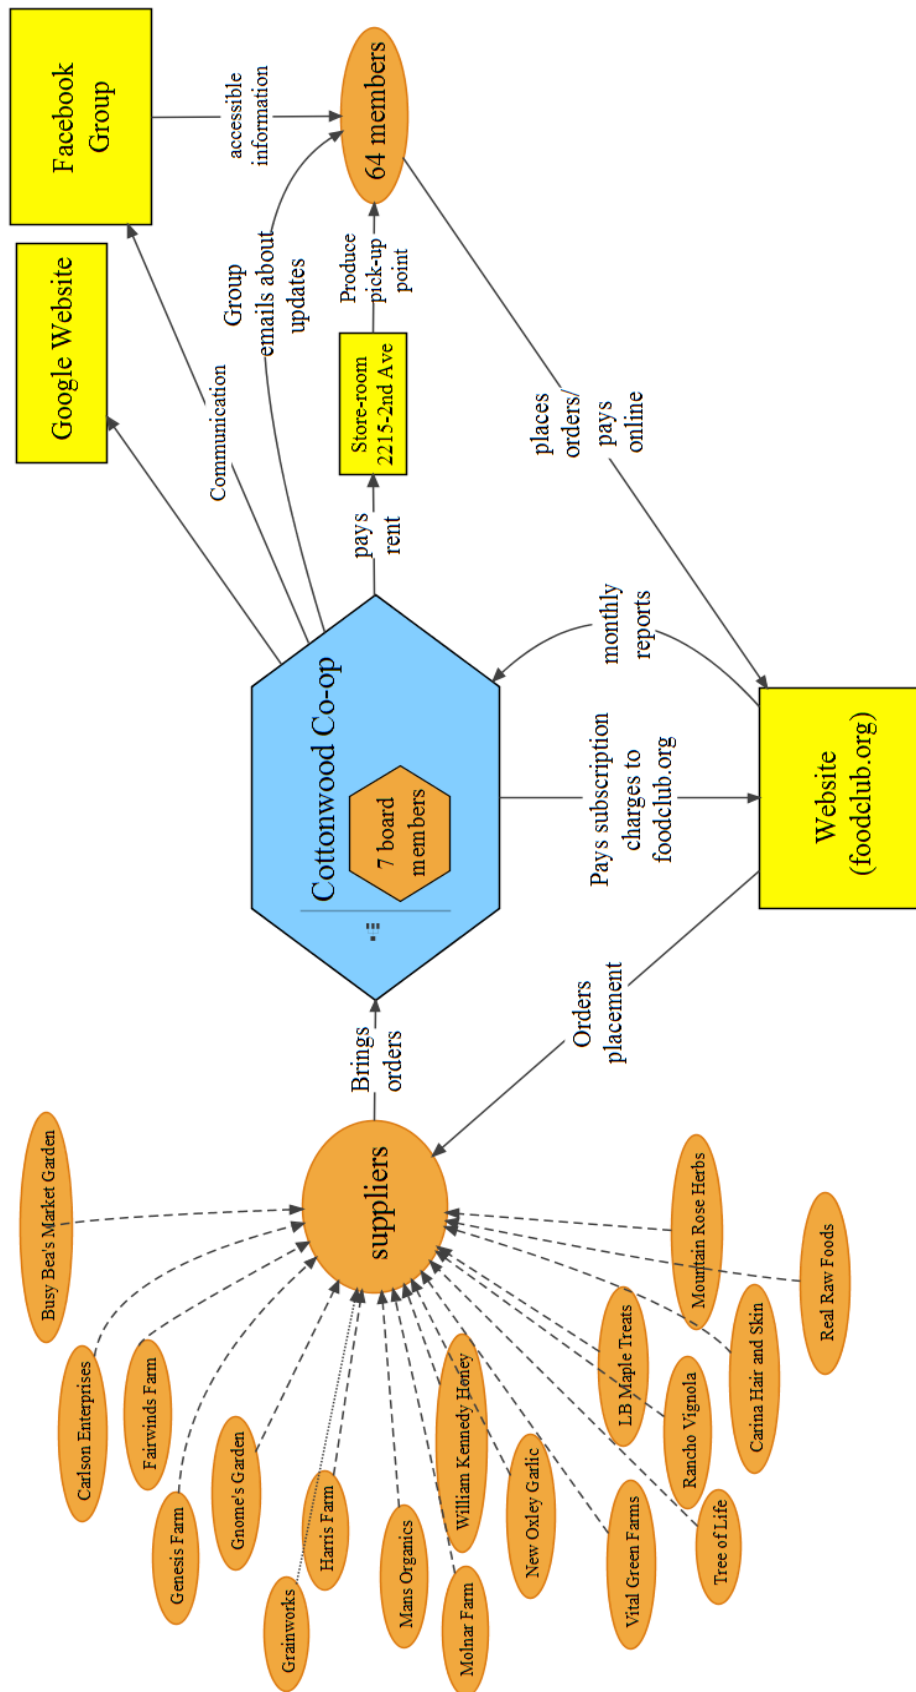 Busy Bea's Market Garden
Carlson Enterprises
Fairwinds Farm
Genesis Farm
Gnome's Garden
Grainworks
Harris Farm
Mans Organics
Molnar Farm
William Kennedy Honey
New Oxley Garlic
Vital Green Farms
LB Maple Treats
Rancho Vignola
Tree of Life
Carina Hair and Skin
Mountain Rose Herbs
Real Raw Foods
suppliers
Brings
orders
Orders
placement
Cottonwood Co-op
7 board
members
Pays subscription
charges to
foodclub.org
monthly
reports
Website
(foodclub.org)
pays
rent
Store-room
2215-2nd Ave
Produce
pick-up
point
Communication
Group
emails about
updates
Google Website
Facebook
Group
accessible
information
64 members
places
orders/
pays
online